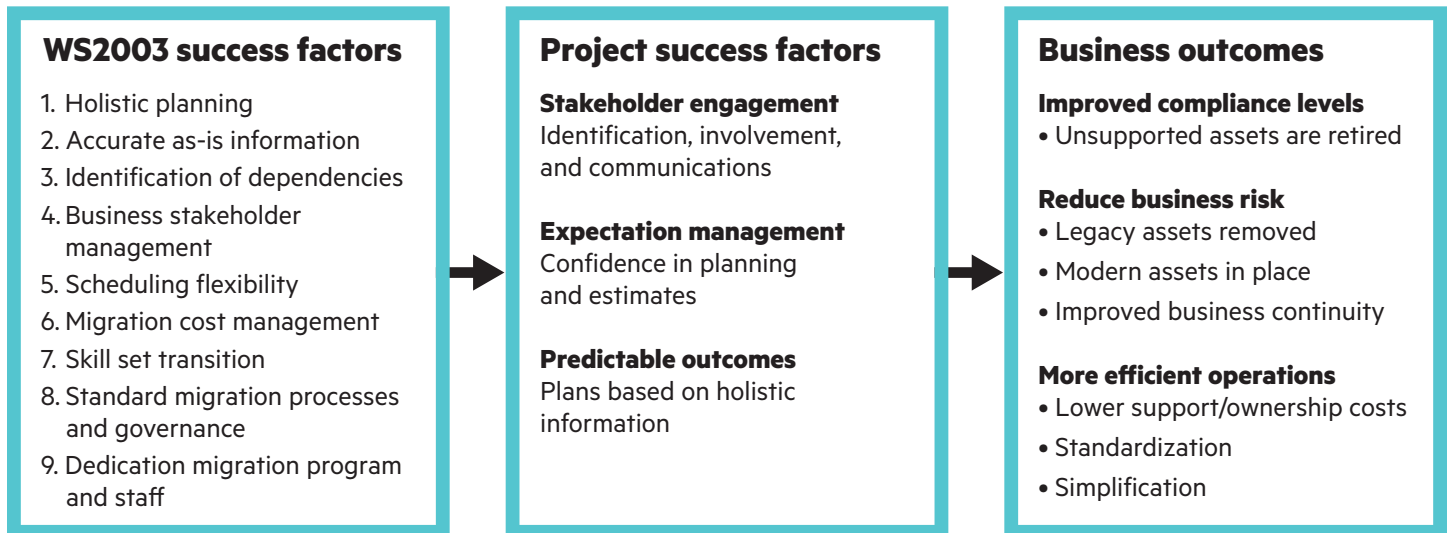 WS2003 success factors
1. Holistic planning
2. Accurate as-is information
3. Identification of dependencies
4. Business stakeholder
management
5. Scheduling flexibility
6. Migration cost management
7. Skill set transition
8. Standard migration processes
and governance
9. Dedication migration program
and staff
Project success factors
Stakeholder engagement
Identification, involvement,
and communications
Expectation management
Confidence in planning
and estimates
Predictable outcomes
Plans based on holistic
information
Business outcomes
Improved compliance levels
• Unsupported assets are retired
Reduce business risk
• Legacy assets removed
• Modern assets in place
• Improved business continuity
More efficient operations
• Lower support/ownership costs
• Standardization
• Simplification